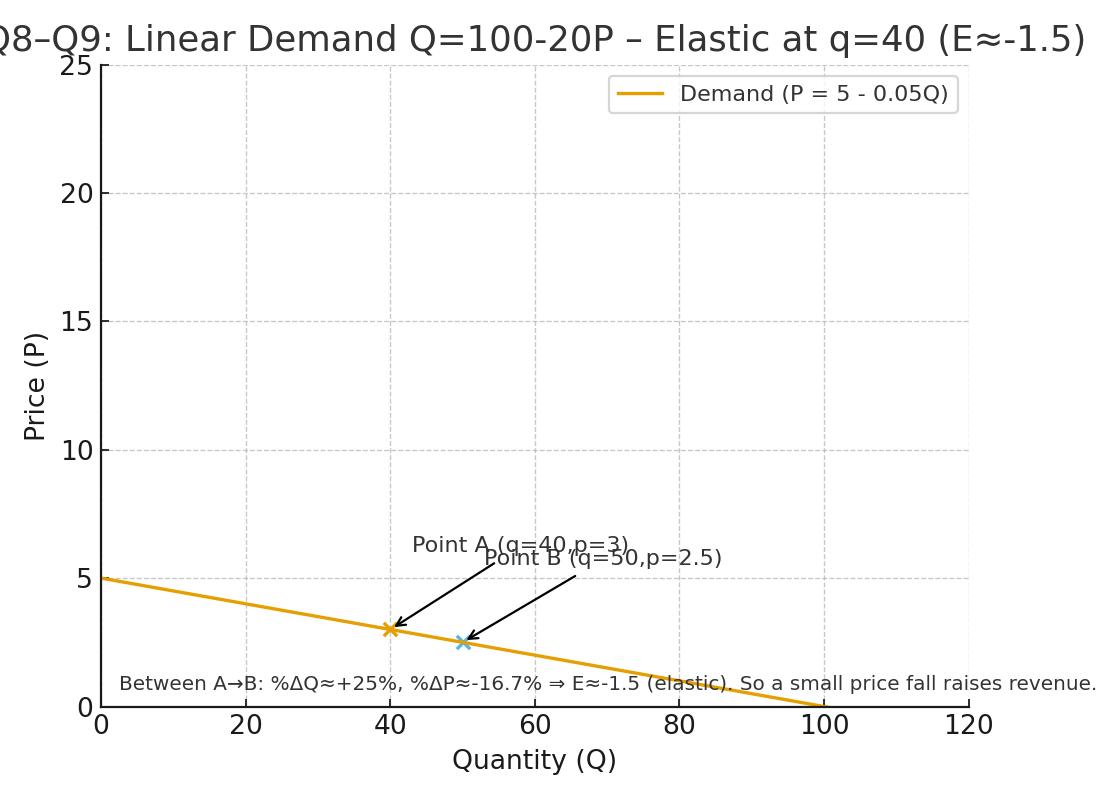 Q8–Q9: Linear Demand Q=100-20P – Elastic at q=40 (E≈-1.5)
Demand (P = 5 - 0.05Q)
25
20
15
10
5
0
Price (P)
Point A (q=40,p=3)
Point B (q=50,p=2.5)
Between A→B: %ΔQ≈+25%, %ΔP≈-16.7% ⇒ E≈-1.5 (elastic). So a small price fall raises revenue.
0 20 40 60 80 100 120
Quantity (Q)